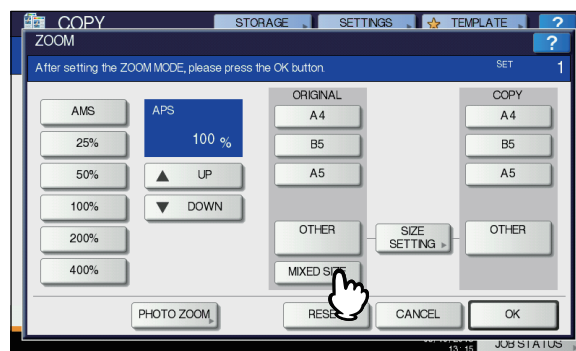 COPY STORAGE SETTINGS TEMPLATE ?
ZOOM ?
After setting the ZOOM MODE, please press the OK button. SET 1
ORIGINAL COPY
AMS APS A4 A4
25% 100 % B5 B5
50% UP A5 A5
100% DOWN
200% OTHER SIZE SETTING OTHER
400% MIXED SIZE
PHOTO ZOOM CANCEL OK
13:15 JOB STATUS